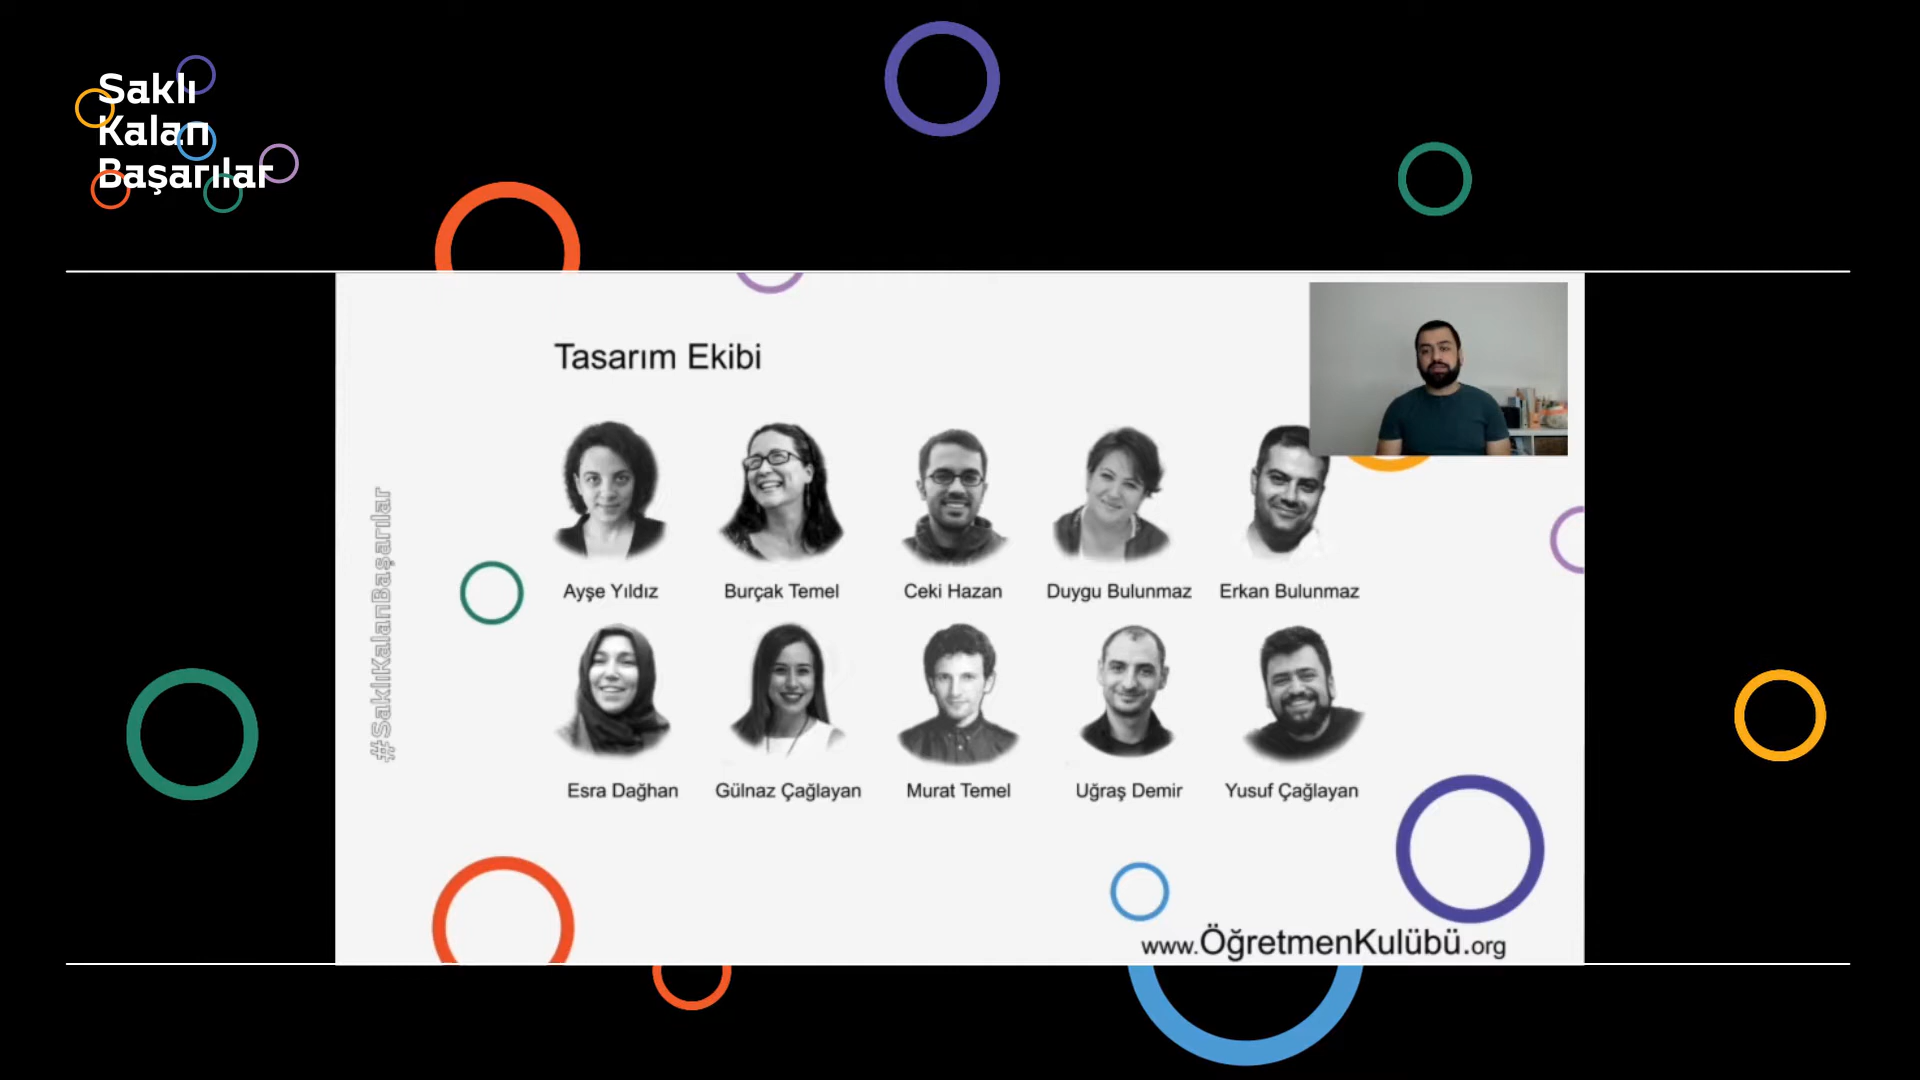 Saklı
Kalan
Başarılar
Tasarım Ekibi
#SaklıKalanBaşarılar
Ayşe Yıldız
Burçak Temel
Ceki Hazan
Duygu Bulunmaz
Erkan Bulunmaz
Esra Dağhan
Gülnaz Çağlayan
Murat Temel
Uğraş Demir
Yusuf Çağlayan
www.ÖğretmenKulübü.org